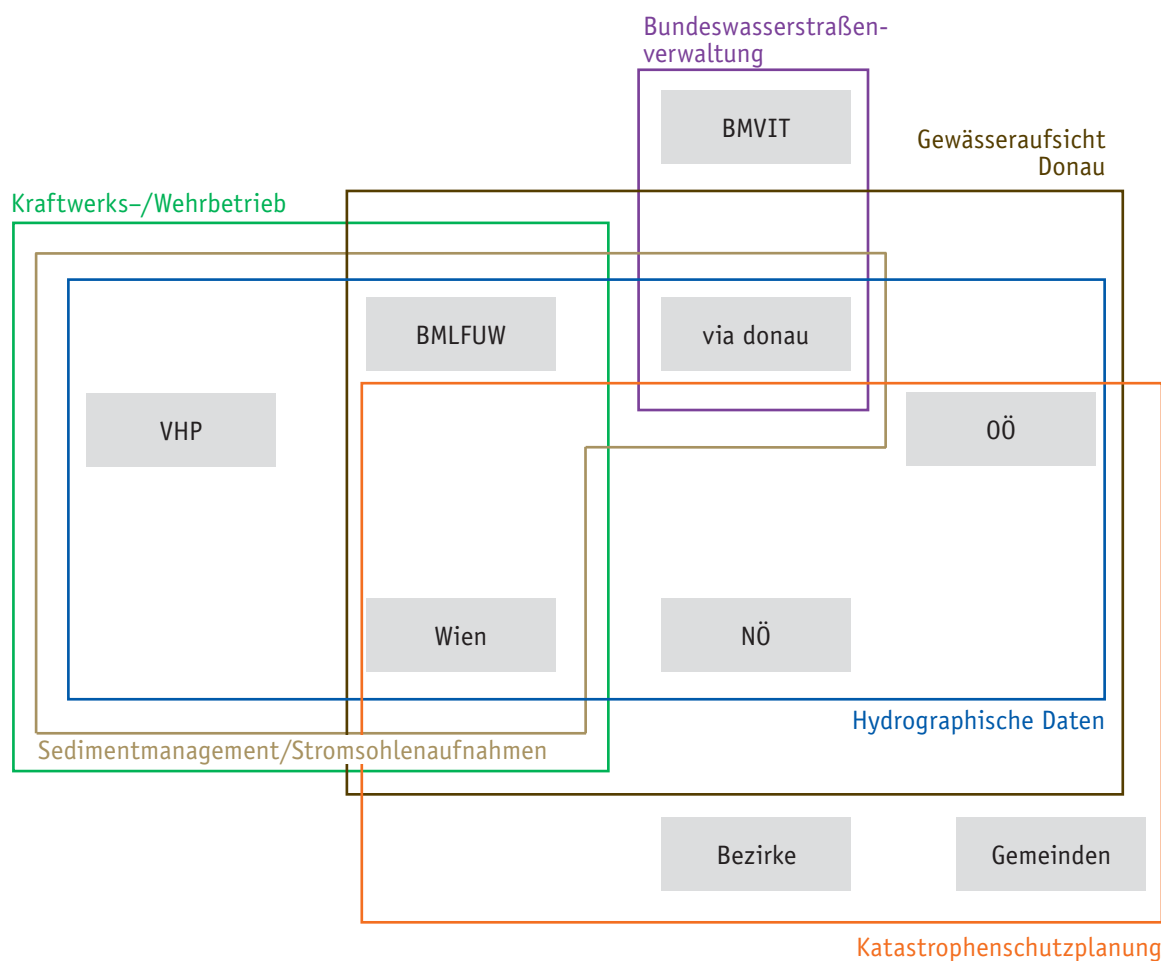 Bundeswasserstraßen-
verwaltung
BMVIT
Gewässeraufsicht
Donau
Kraftwerks–/Wehrbetrieb
BMLFUW
via donau
VHP
OÖ
Wien
NÖ
Hydrographische Daten
Sedimentmanagement/Stromsohlenaufnahmen
Bezirke
Gemeinden
Katastrophenschutzplanung